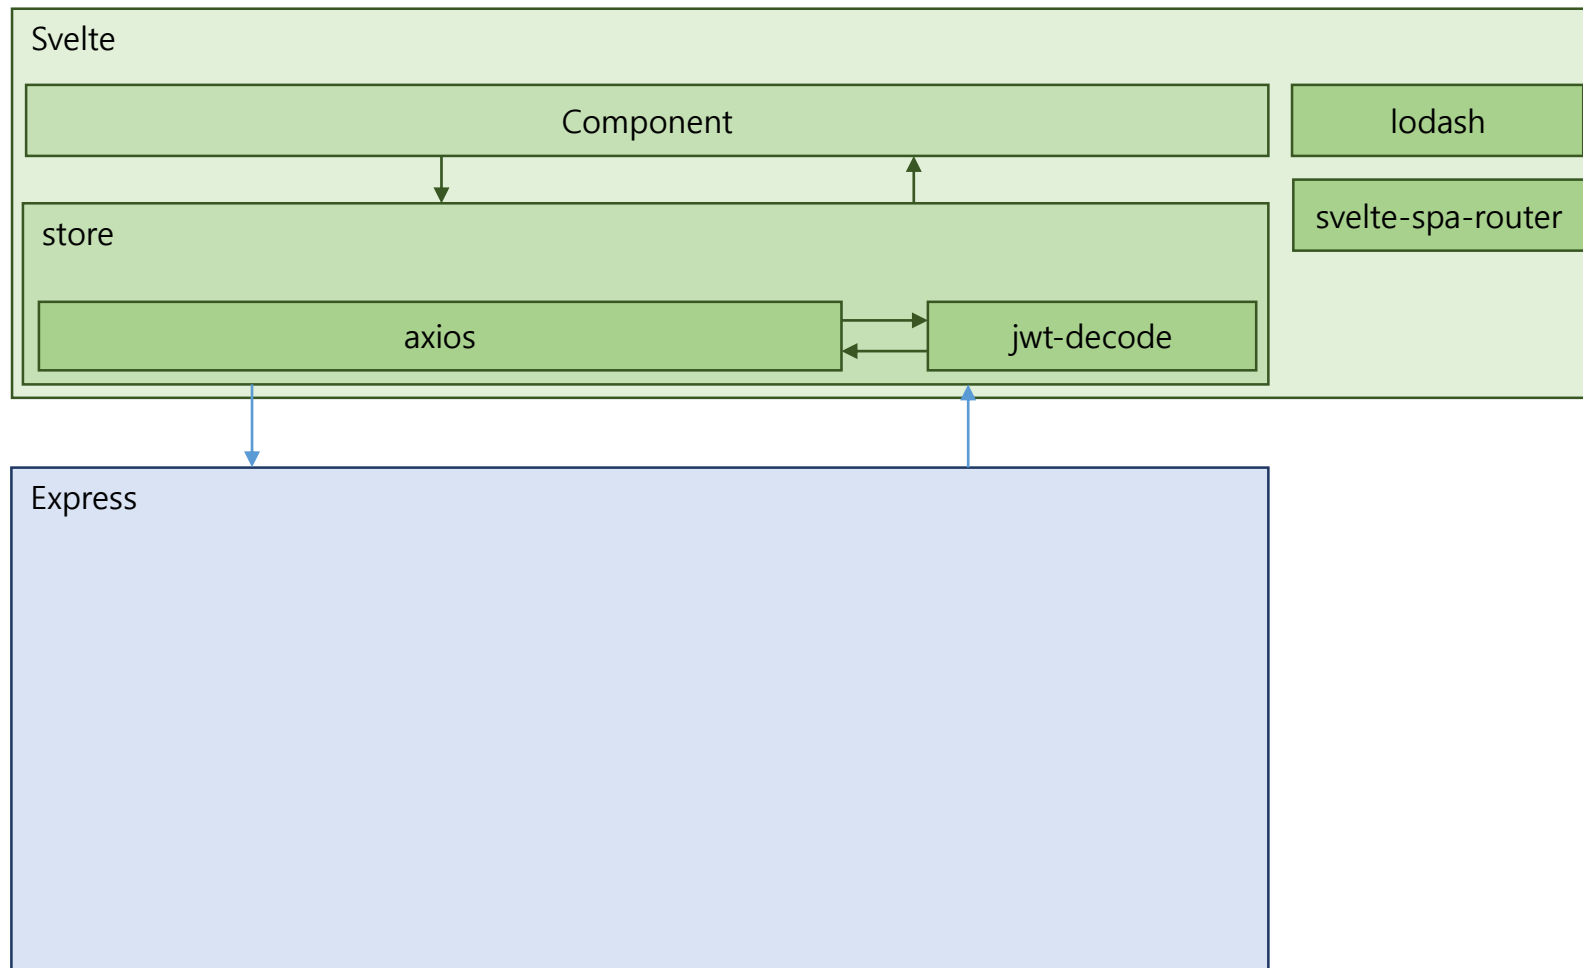 Svelte
Component
lodash
store
svelte-spa-router
axios
jwt-decode
Express